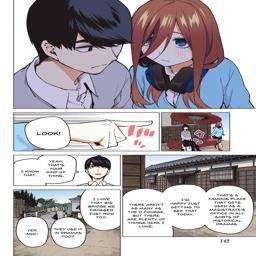 LOOK!
YEAH,
THAT'S
YOUR
KIND OF
THING.
I KNOW
THAT.
THAT'S A
FAMOUS PLACE
THAT GETS
USED AS A
MAGISTRATE'S
OFFICE IN
ALL SORTS
OF HISTORICAL
DRAMAS.
I'M
HAPPY JUST
GETTING TO
SEE THAT
TODAY.
THERE AREN'T
AS MANY AS
THE D COURSE,
BUT THERE
ARE PLENTY
OF THINGS
HERE I
LOVE.
I LOVE
THAT BIG
BRIDGE WE
CROSSED
JUST NOW
TOO.
THEY USE IT
IN DRAMAS
TOO?
YEP,
AND!
142